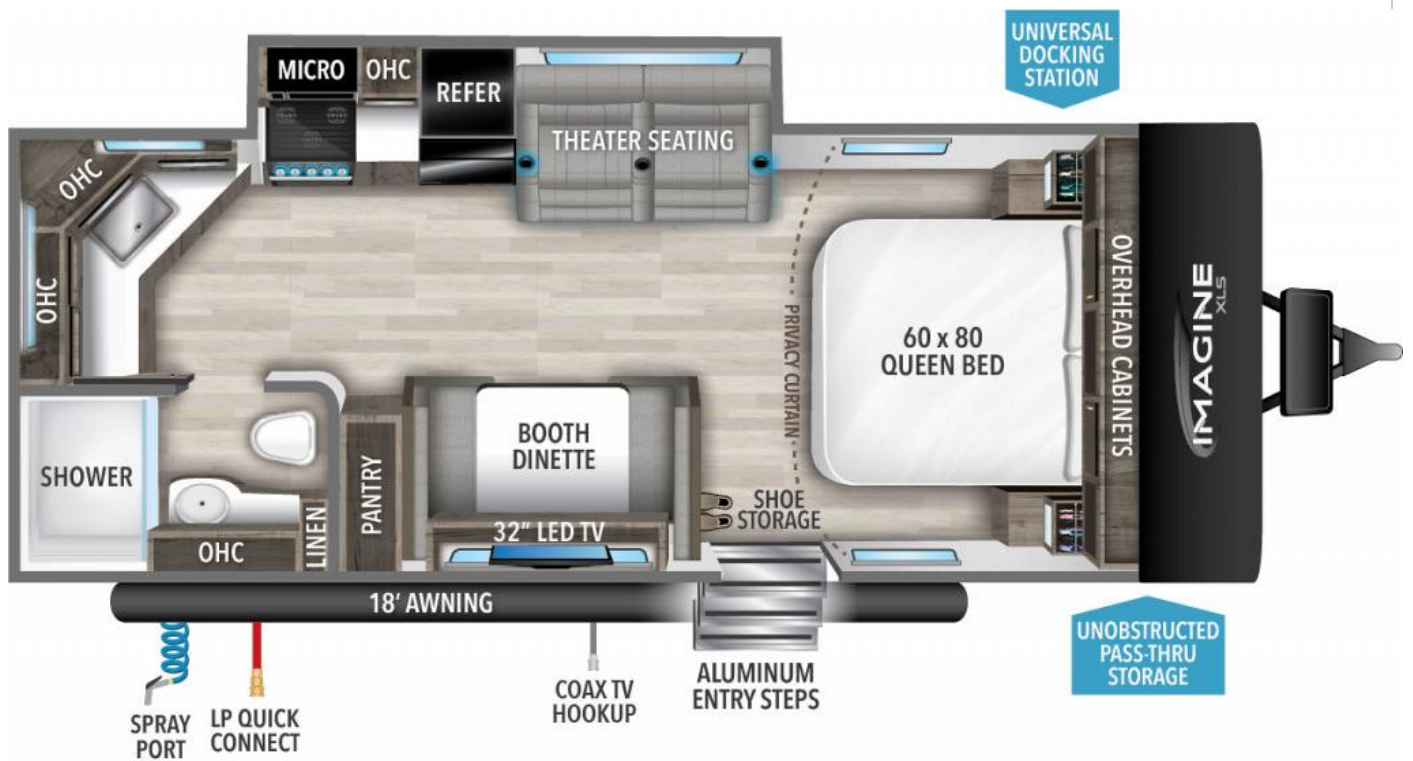 UNIVERSAL
DOCKING
STATION
MICRO
OHC
REFER
THEATER SEATING
OHC
OHC
OVERHEAD CABINETS
IMAGINE
XLS
PRIVACY CURTAIN
60 x 80
QUEEN BED
BOOTH
DINETTE
SHOWER
PANTRY
SHOE
STORAGE
32" LED TV
LINEN
OHC
18' AWNING
UNOBSTRUCTED
PASS-THRU
STORAGE
ALUMINUM
ENTRY STEPS
COAX TV
HOOKUP
SPRAY
PORT
LP QUICK
CONNECT